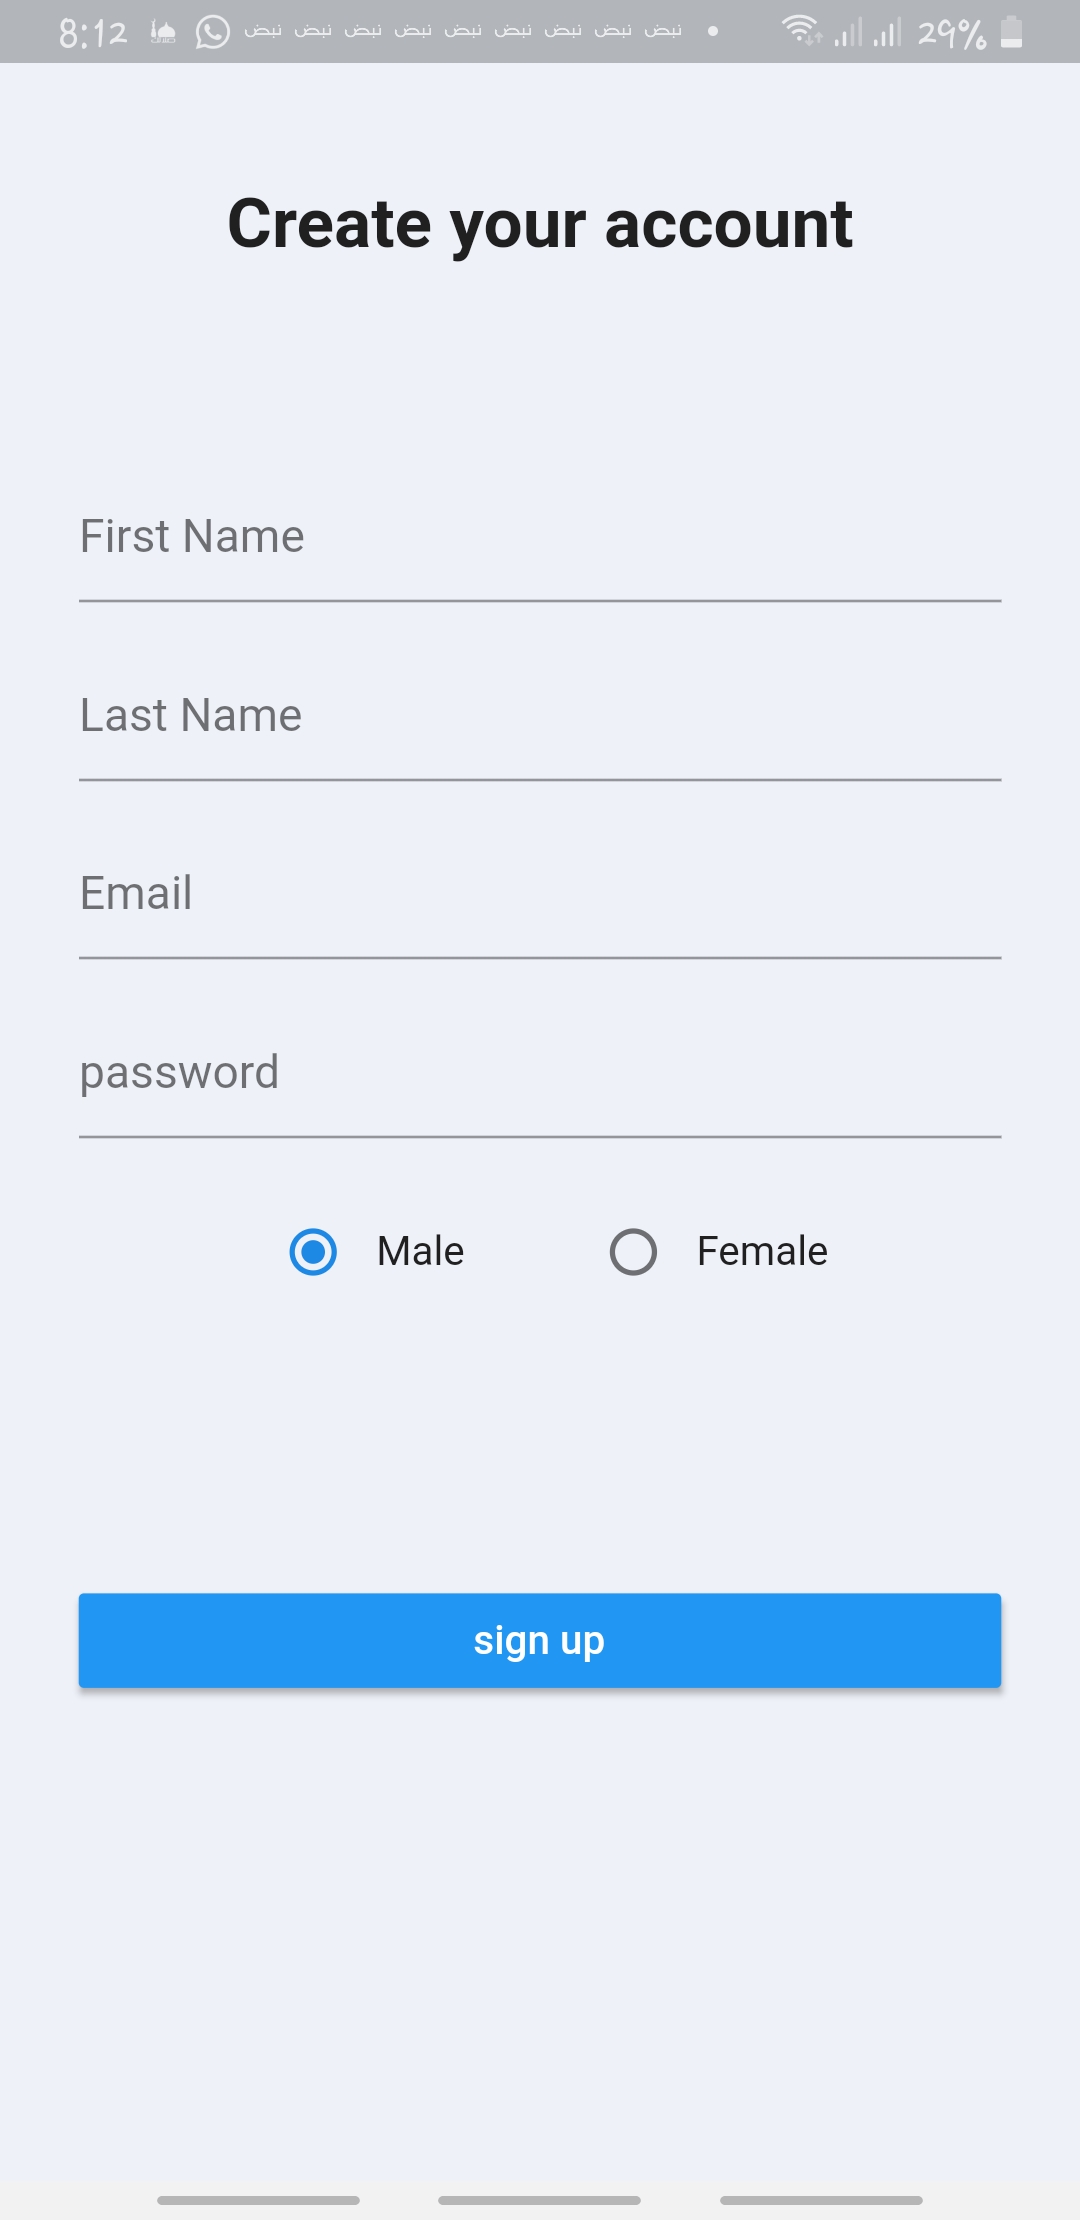 8:12 نبض نبض نبض نبض نبض نبض نبض نبض نبض 29%
Create your account
First Name
Last Name
Email
password
Male Female
sign up